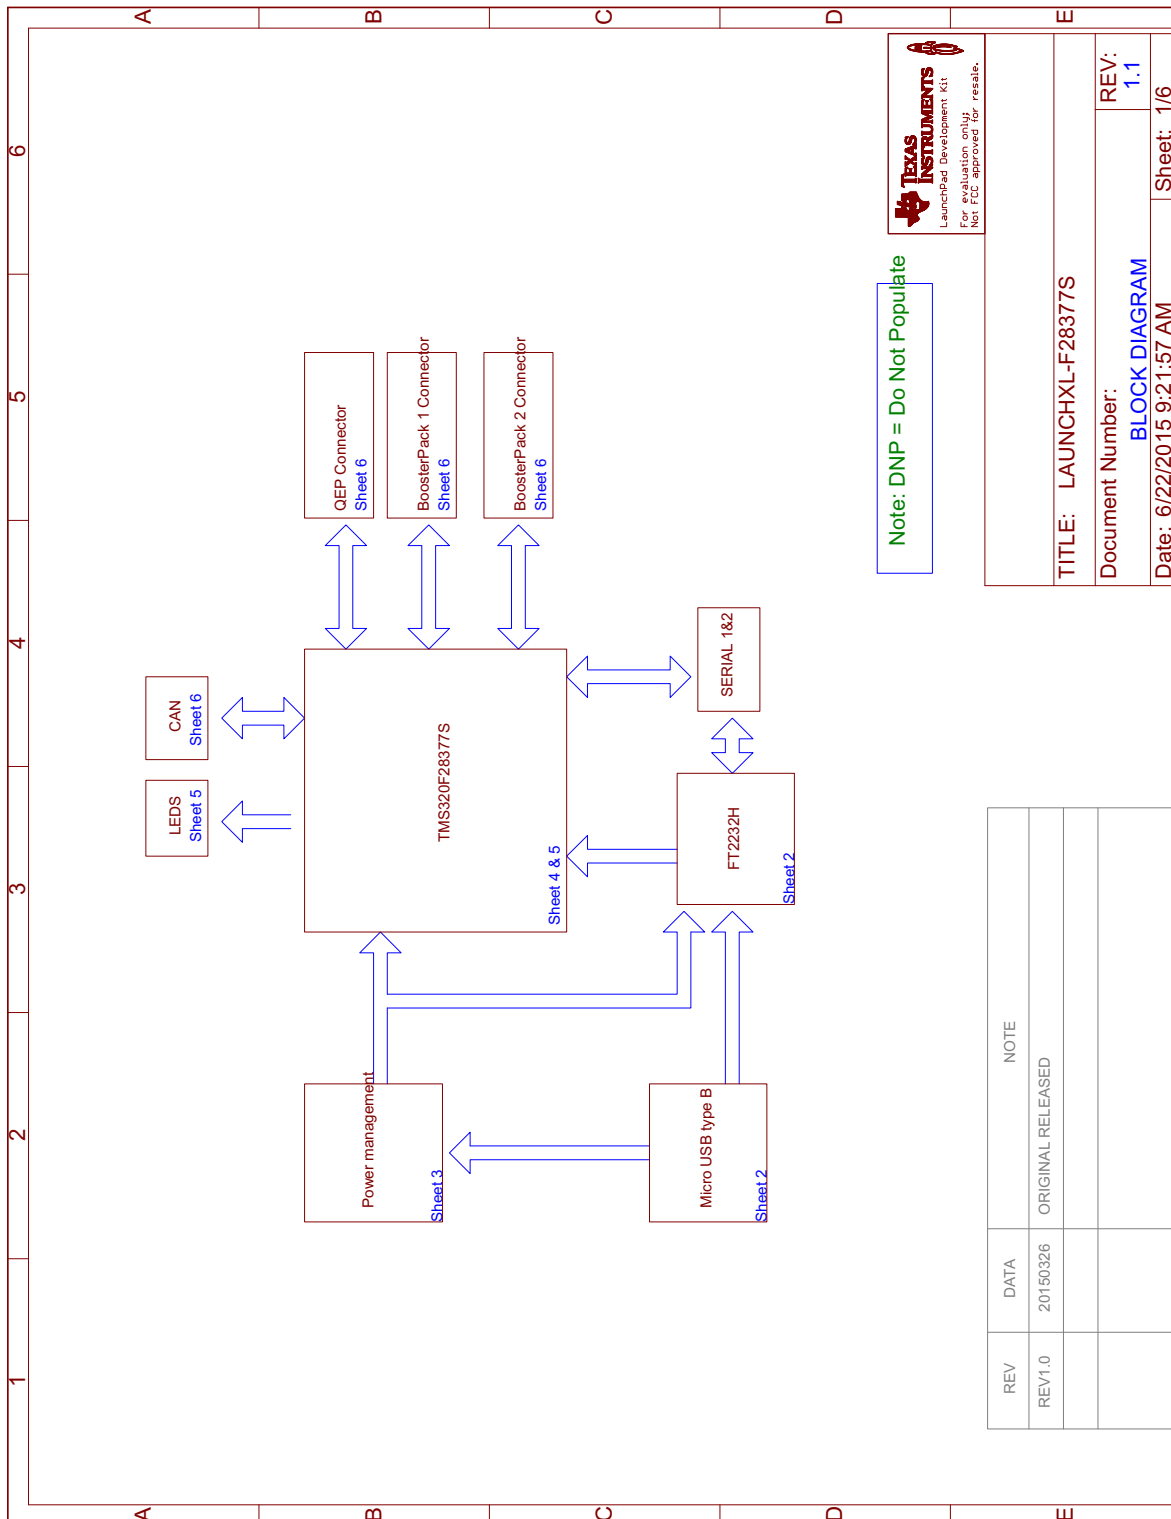 A
B
C
D
E
1
2
3
4
5
6
LEDS
Sheet 5
CAN
Sheet 6
Power management
Sheet 3
TMS320F28377S
Sheet 4 & 5
QEP Connector
Sheet 6
BoosterPack 1 Connector
Sheet 6
BoosterPack 2 Connector
Sheet 6
Micro USB type B
Sheet 2
FT2232H
Sheet 2
SERIAL 1&2
Note: DNP = Do Not Populate
TEXAS
INSTRUMENTS
LaunchPad Development Kit
For evaluation only;
Not FCC approved for resale.
REV DATA NOTE
REV1.0 20150326 ORIGINAL RELEASED
TITLE: LAUNCHXL-F28377S
Document Number:
BLOCK DIAGRAM
REV:
1.1
Date: 6/22/2015 9:21:57 AM
Sheet: 1/6
A
B
C
D
E